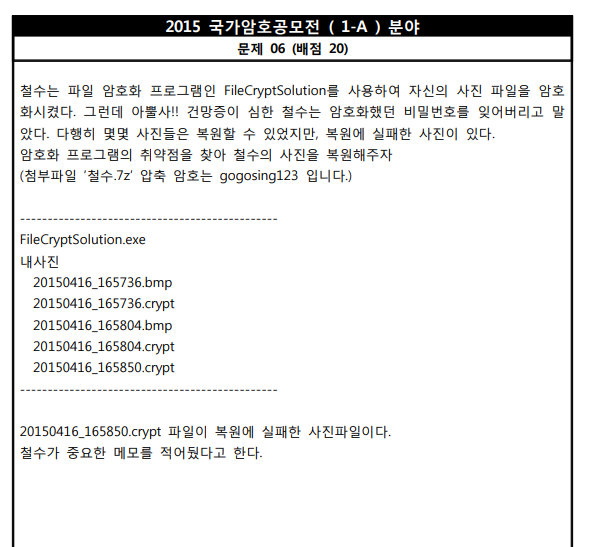 2015 국가암호공모전 ( 1-A ) 분야
문제 06 (배점 20)
철수는 파일 암호화 프로그램인 FileCryptSolution를 사용하여 자신의 사진 파일을 암호
화시켰다. 그런데 아뿔사!! 건망증이 심한 철수는 암호화했던 비밀번호를 잊어버리고 말
았다. 다행히 몇몇 사진들은 복원할 수 있었지만, 복원에 실패한 사진이 있다.
암호화 프로그램의 취약점을 찾아 철수의 사진을 복원해주자
(첨부파일 '철수.7z' 압축 암호는 gogosing123 입니다.)
-----------------------------------------------
FileCryptSolution.exe
내사진
20150416_165736.bmp
20150416_165736.crypt
20150416_165804.bmp
20150416_165804.crypt
20150416_165850.crypt
-----------------------------------------------
20150416_165850.crypt 파일이 복원에 실패한 사진파일이다.
철수가 중요한 메모를 적어뒀다고 한다.